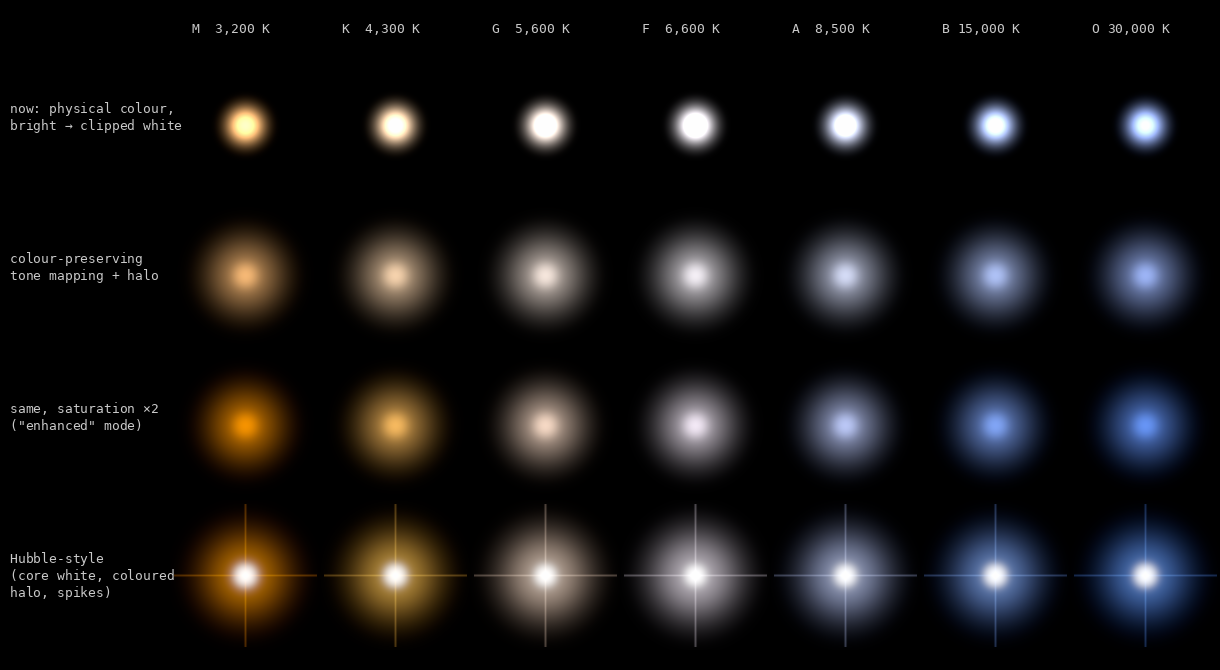 M  3,200 K   K  4,300 K   G  5,600 K   F  6,600 K   A  8,500 K   B 15,000 K   O 30,000 K
now: physical colour,
bright → clipped white
colour-preserving
tone mapping + halo
same, saturation ×2
("enhanced" mode)
Hubble-style
(core white, coloured
halo, spikes)